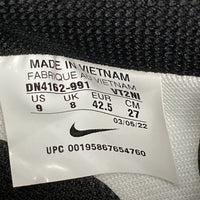 MADE IN VIETNAM
FABRIQUE AU VIETNAM
DN4162-991 VT2NI
US UK EUR CM
9 8 42.5 27
03/05/22
UPC 00195867654760